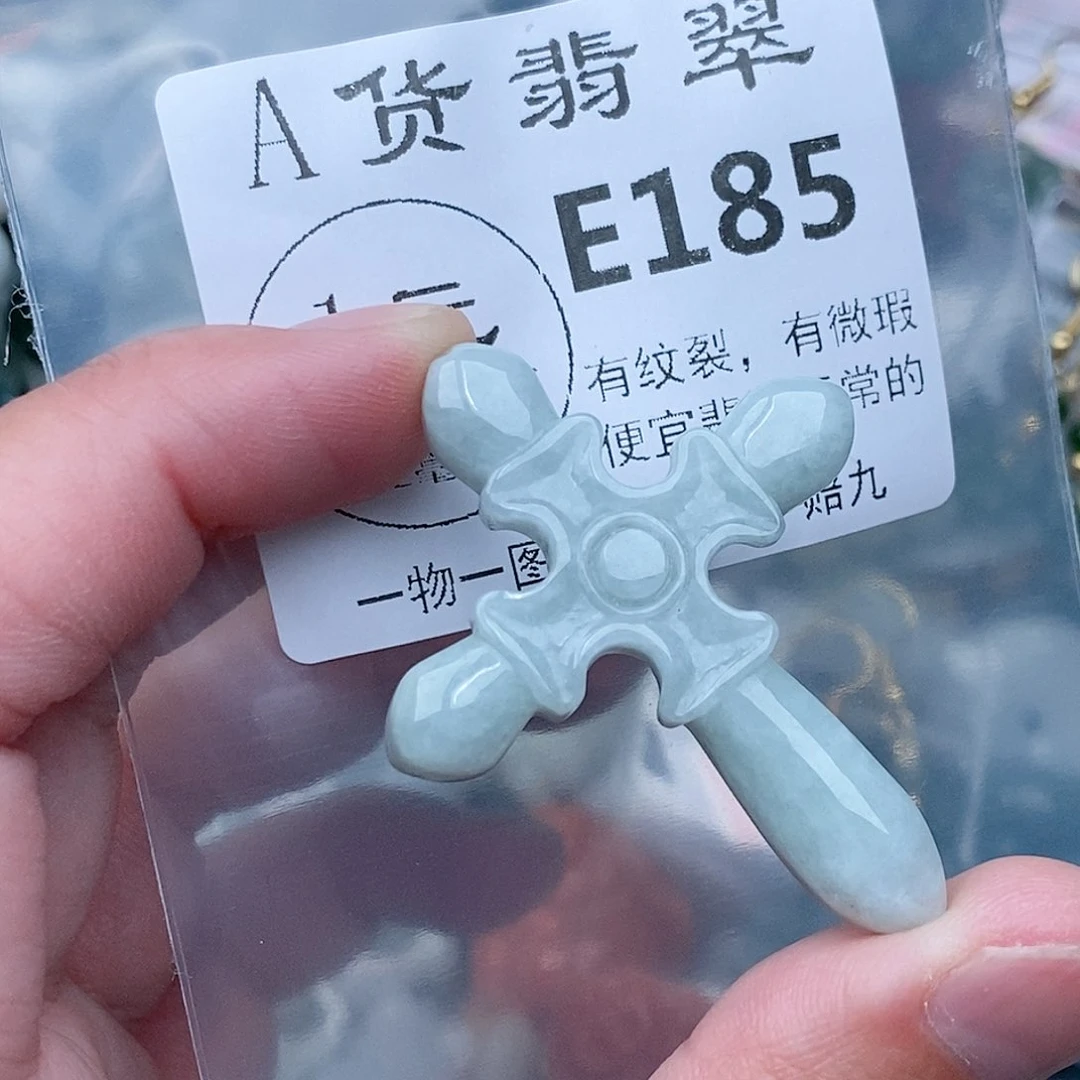 A货翡翠
E185
有纹裂，有微瑕
便宜 常的
赔九
一物一图